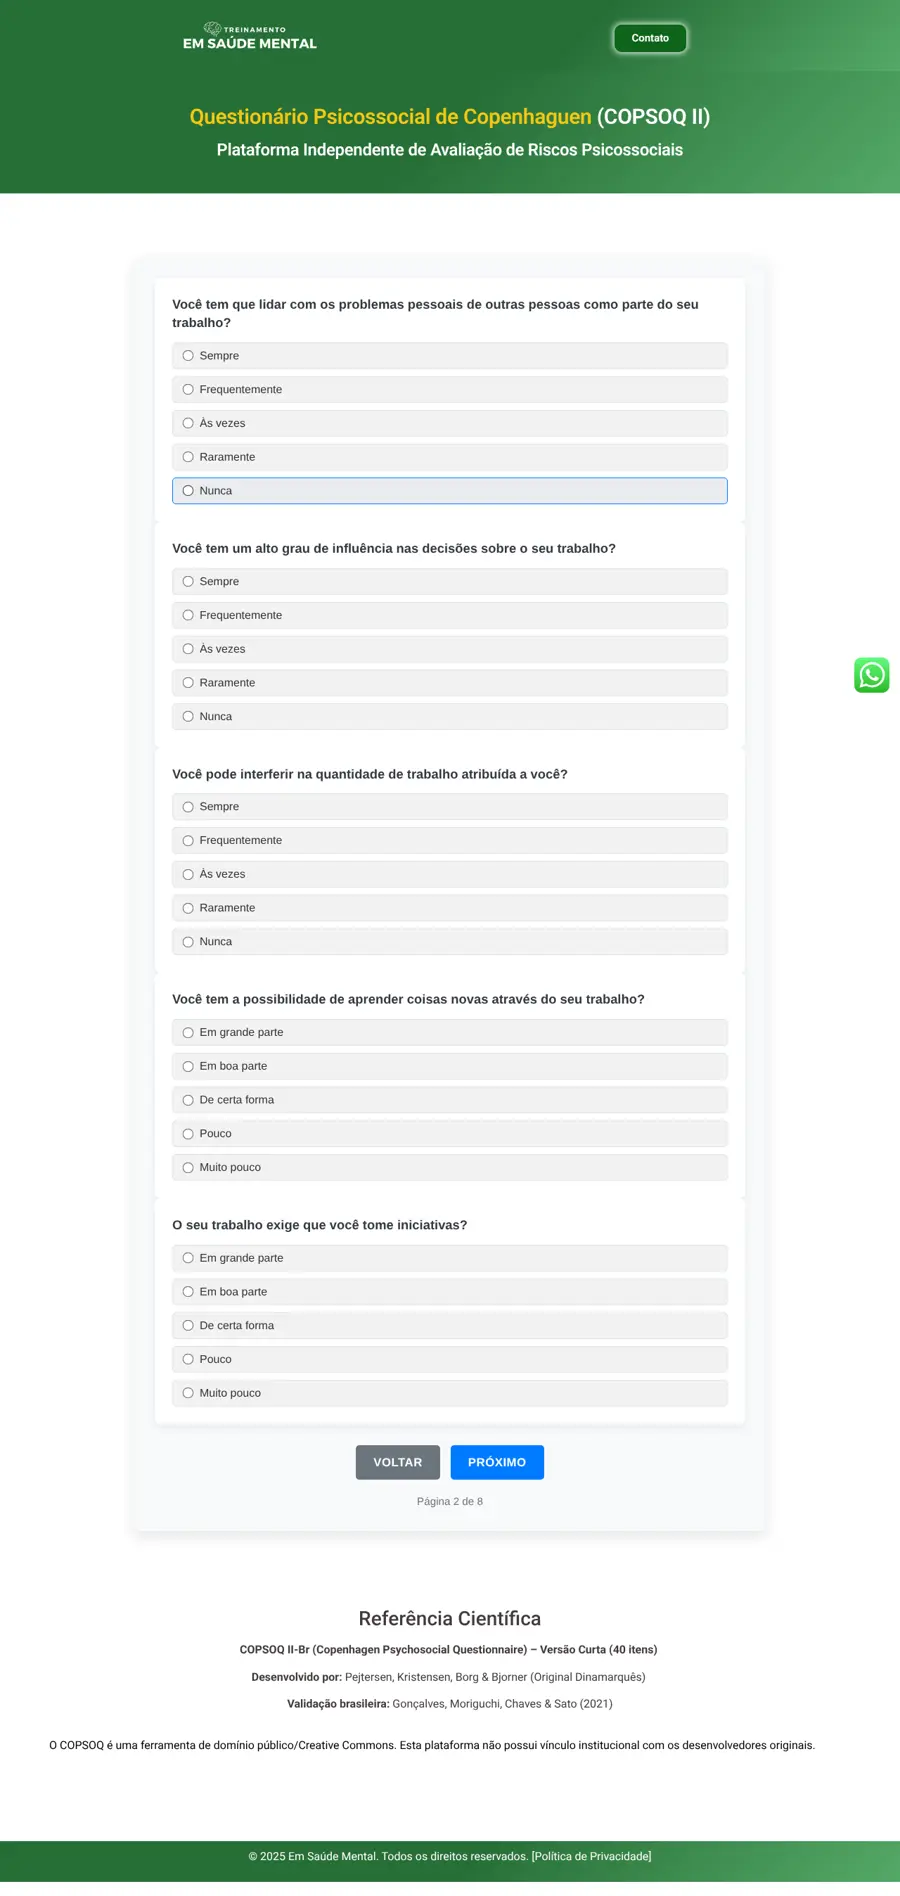 TREINAMENTO
EM SAÚDE MENTAL
Contato
Questionário Psicossocial de Copenhaguen (COPSOQ II)
Plataforma Independente de Avaliação de Riscos Psicossociais
Você tem que lidar com os problemas pessoais de outras pessoas como parte do seu
trabalho?
Sempre
Frequentemente
Às vezes
Raramente
Nunca
Você tem um alto grau de influência nas decisões sobre o seu trabalho?
Sempre
Frequentemente
Às vezes
Raramente
Nunca
Você pode interferir na quantidade de trabalho atribuída a você?
Sempre
Frequentemente
Às vezes
Raramente
Nunca
Você tem a possibilidade de aprender coisas novas através do seu trabalho?
Em grande parte
Em boa parte
De certa forma
Pouco
Muito pouco
O seu trabalho exige que você tome iniciativas?
Em grande parte
Em boa parte
De certa forma
Pouco
Muito pouco
VOLTAR
PRÓXIMO
Página 2 de 8
Referência Científica
COPSOQ II-Br (Copenhagen Psychosocial Questionnaire) – Versão Curta (40 itens)
Desenvolvido por: Pejtersen, Kristensen, Borg & Bjorner (Original Dinamarquês)
Validação brasileira: Gonçalves, Moriguchi, Chaves & Sato (2021)
O COPSOQ é uma ferramenta de domínio público/Creative Commons. Esta plataforma não possui vínculo institucional com os desenvolvedores originais.
© 2025 Em Saúde Mental. Todos os direitos reservados. [Política de Privacidade]